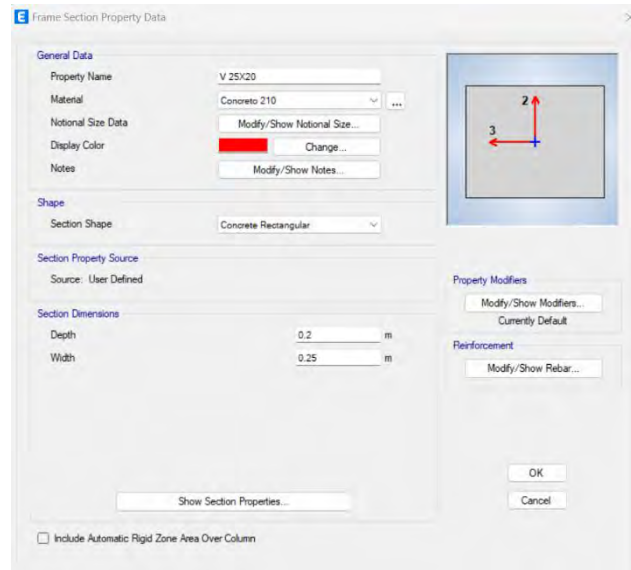 E Frame Section Property Data
General Data
Property Name V 25X20
Material Concreto 210 ...
Notional Size Data Modify/Show Notional Size...
Display Color Change...
Notes Modify/Show Notes...
Shape
Section Shape Concrete Rectangular
Section Property Source
Source: User Defined
Section Dimensions
Depth 0.2 m
Width 0.25 m
Show Section Properties...
Include Automatic Rigid Zone Area Over Column
2
3
Property Modifiers
Modify/Show Modifiers...
Currently Default
Reinforcement
Modify/Show Rebar...
OK
Cancel